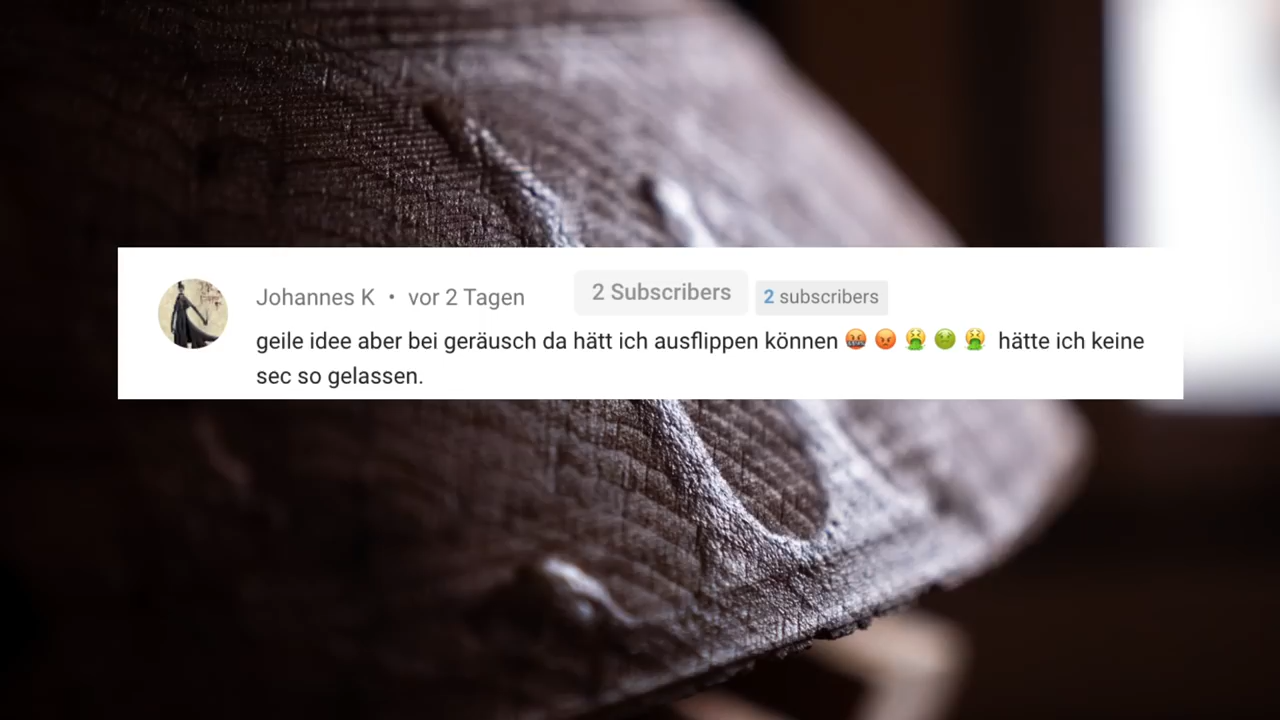 Johannes K • vor 2 Tagen 2 Subscribers 2 subscribers
geile idee aber bei geräusch da hätt ich ausflippen können 🤬 😡 🤮 🤢 🤮 hätte ich keine
sec so gelassen.